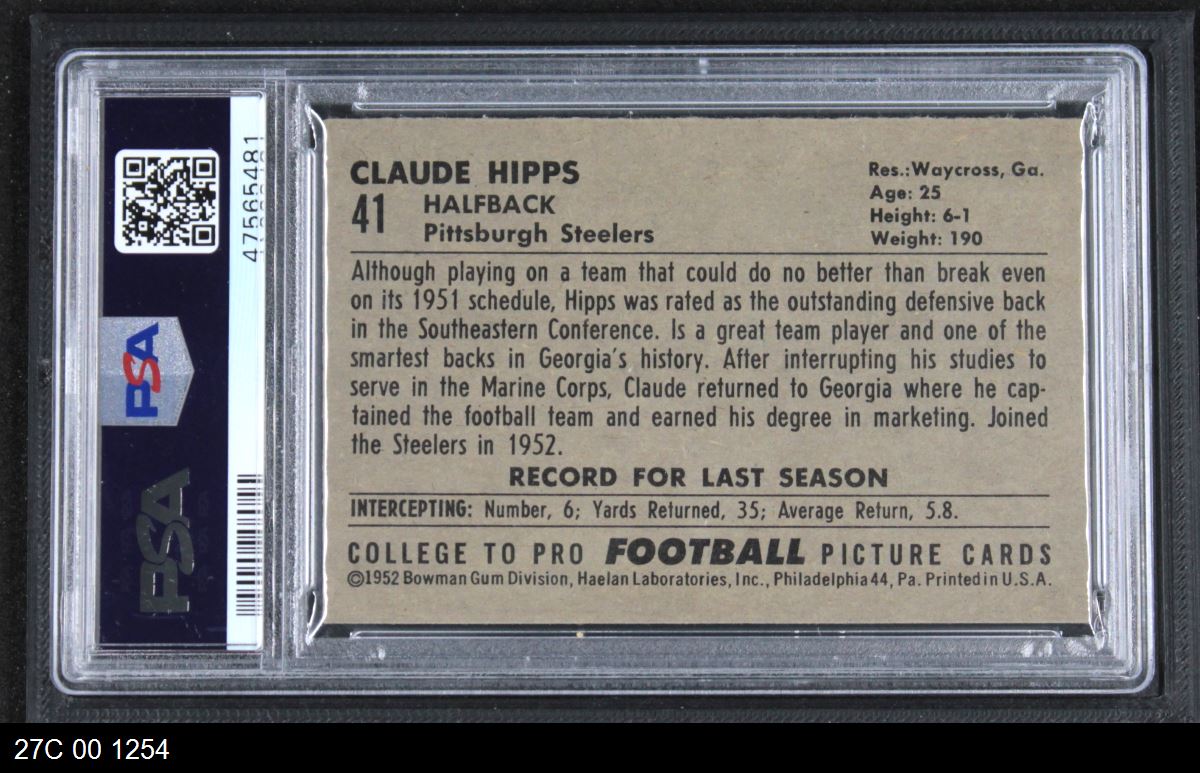 47565481
PSA
PSA
CLAUDE HIPPS
41 HALFBACK
Pittsburgh Steelers
Res.: Waycross, Ga.
Age: 25
Height: 6-1
Weight: 190
Although playing on a team that could do no better than break even
on its 1951 schedule, Hipps was rated as the outstanding defensive back
in the Southeastern Conference. Is a great team player and one of the
smartest backs in Georgia's history. After interrupting his studies to
serve in the Marine Corps, Claude returned to Georgia where he cap-
tained the football team and earned his degree in marketing. Joined
the Steelers in 1952.
RECORD FOR LAST SEASON
INTERCEPTING: Number, 6; Yards Returned, 35; Average Return, 5.8.
COLLEGE TO PRO FOOTBALL PICTURE CARDS
©1952 Bowman Gum Division, Haelan Laboratories, Inc., Philadelphia 44, Pa. Printed in U.S.A.
27C 00 1254